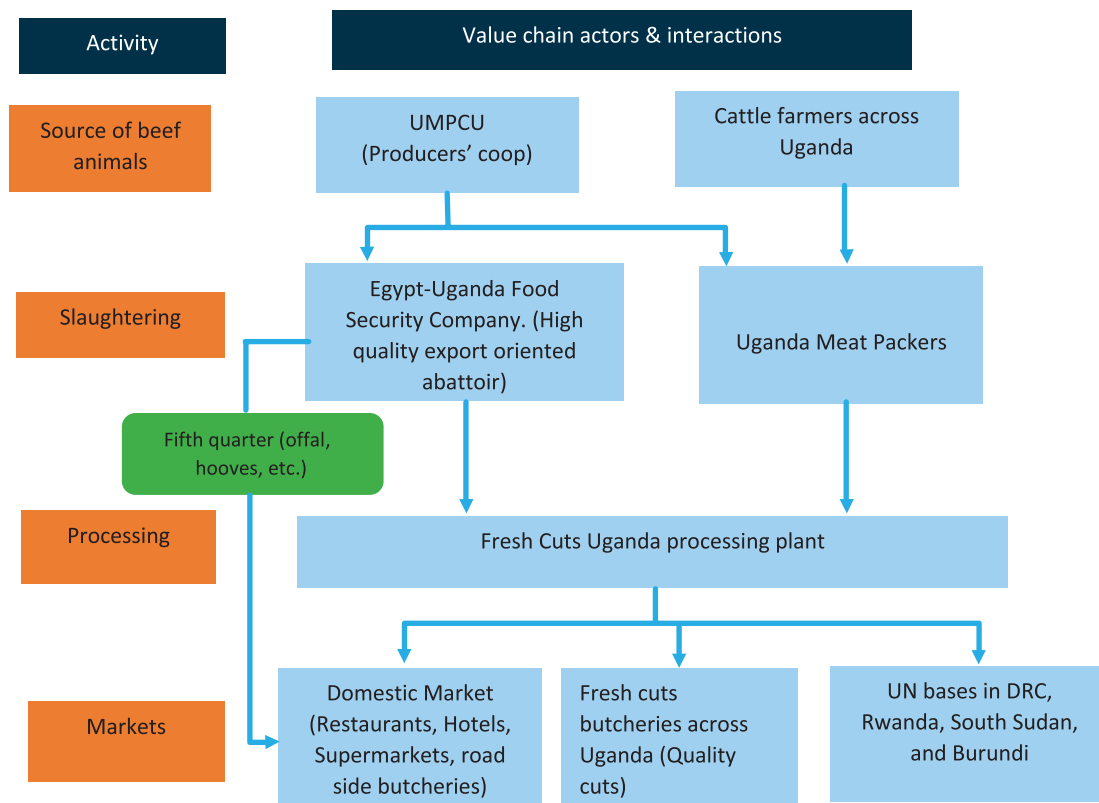 Activity
Value chain actors & interactions
Source of beef
animals
UMPCU
(Producers’ coop)
Cattle farmers across
Uganda
Slaughtering
Egypt-Uganda Food
Security Company. (High
quality export oriented
abattoir)
Uganda Meat Packers
Fifth quarter (offal,
hooves, etc.)
Processing
Fresh Cuts Uganda processing plant
Markets
Domestic Market
(Restaurants, Hotels,
Supermarkets, road
side butcheries)
Fresh cuts
butcheries across
Uganda (Quality
cuts)
UN bases in DRC,
Rwanda, South Sudan,
and Burundi